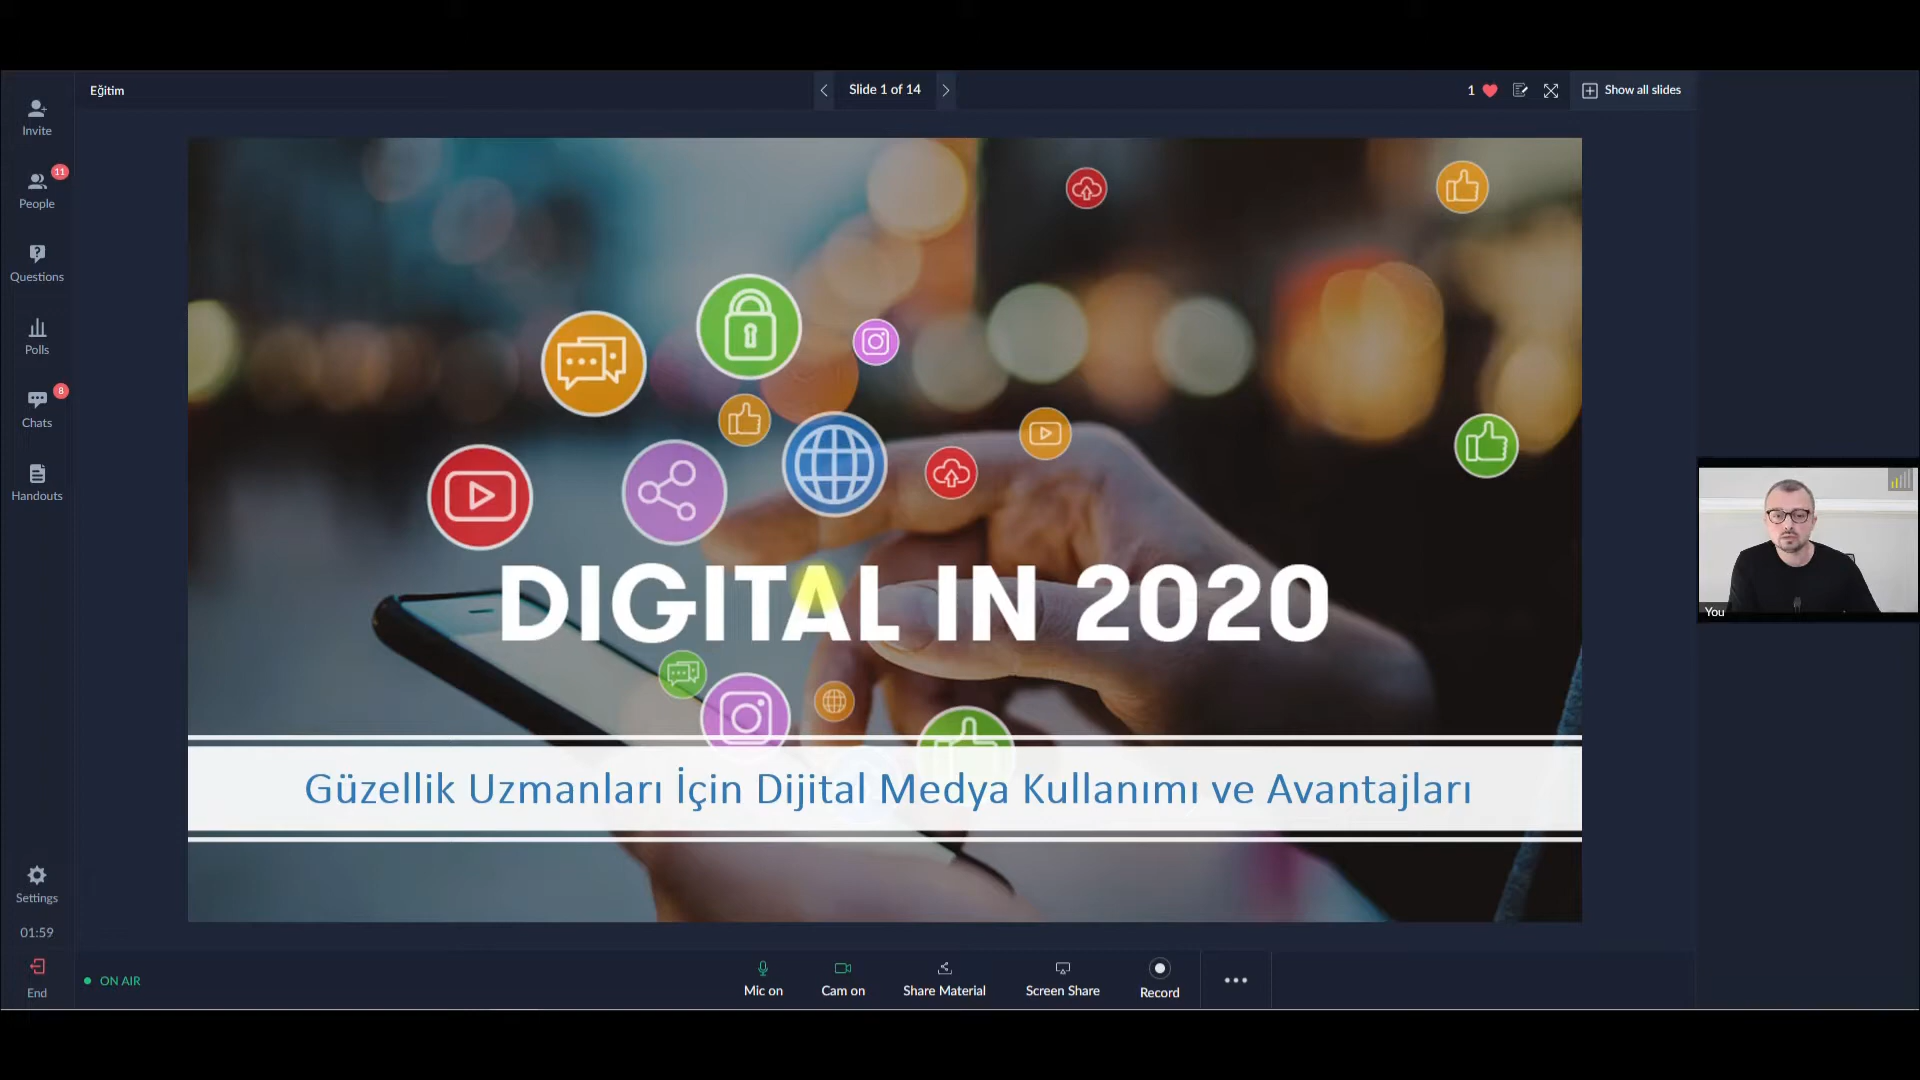 Eğitim
Slide 1 of 14
1
Show all slides
Invite
11
People
Questions
Polls
8
Chats
Handouts
DIGITAL IN 2020
Güzellik Uzmanları İçin Dijital Medya Kullanımı ve Avantajları
You
Settings
01:59
End
ON AIR
Mic on
Cam on
Share Material
Screen Share
Record